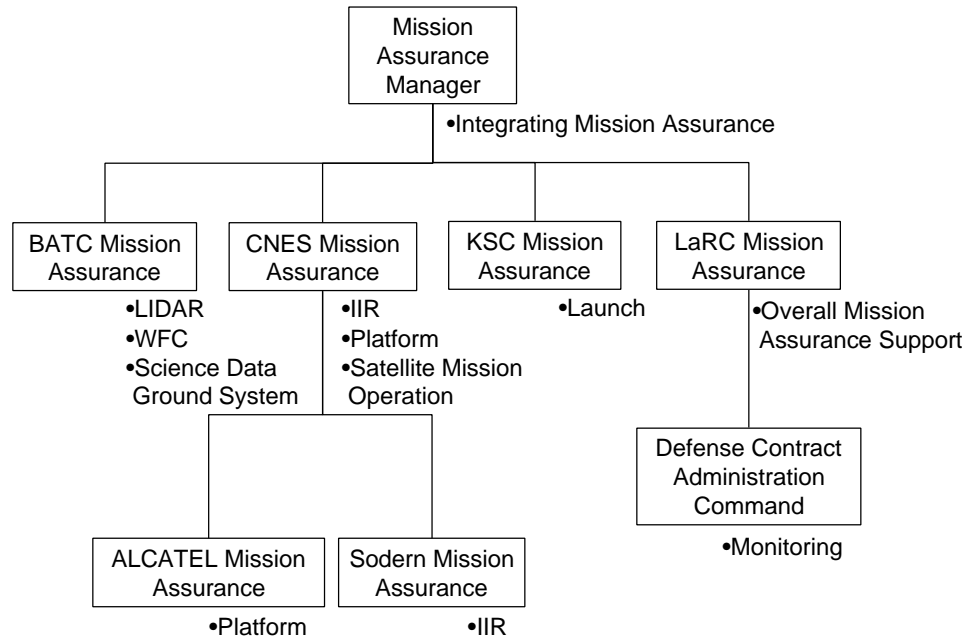 Mission
Assurance
Manager
•Integrating Mission Assurance
BATC Mission
Assurance
•LIDAR
•WFC
•Science Data
Ground System
CNES Mission
Assurance
•IIR
•Platform
•Satellite Mission
Operation
KSC Mission
Assurance
•Launch
LaRC Mission
Assurance
•Overall Mission
Assurance Support
ALCATEL Mission
Assurance
•Platform
Sodern Mission
Assurance
•IIR
Defense Contract
Administration
Command
•Monitoring